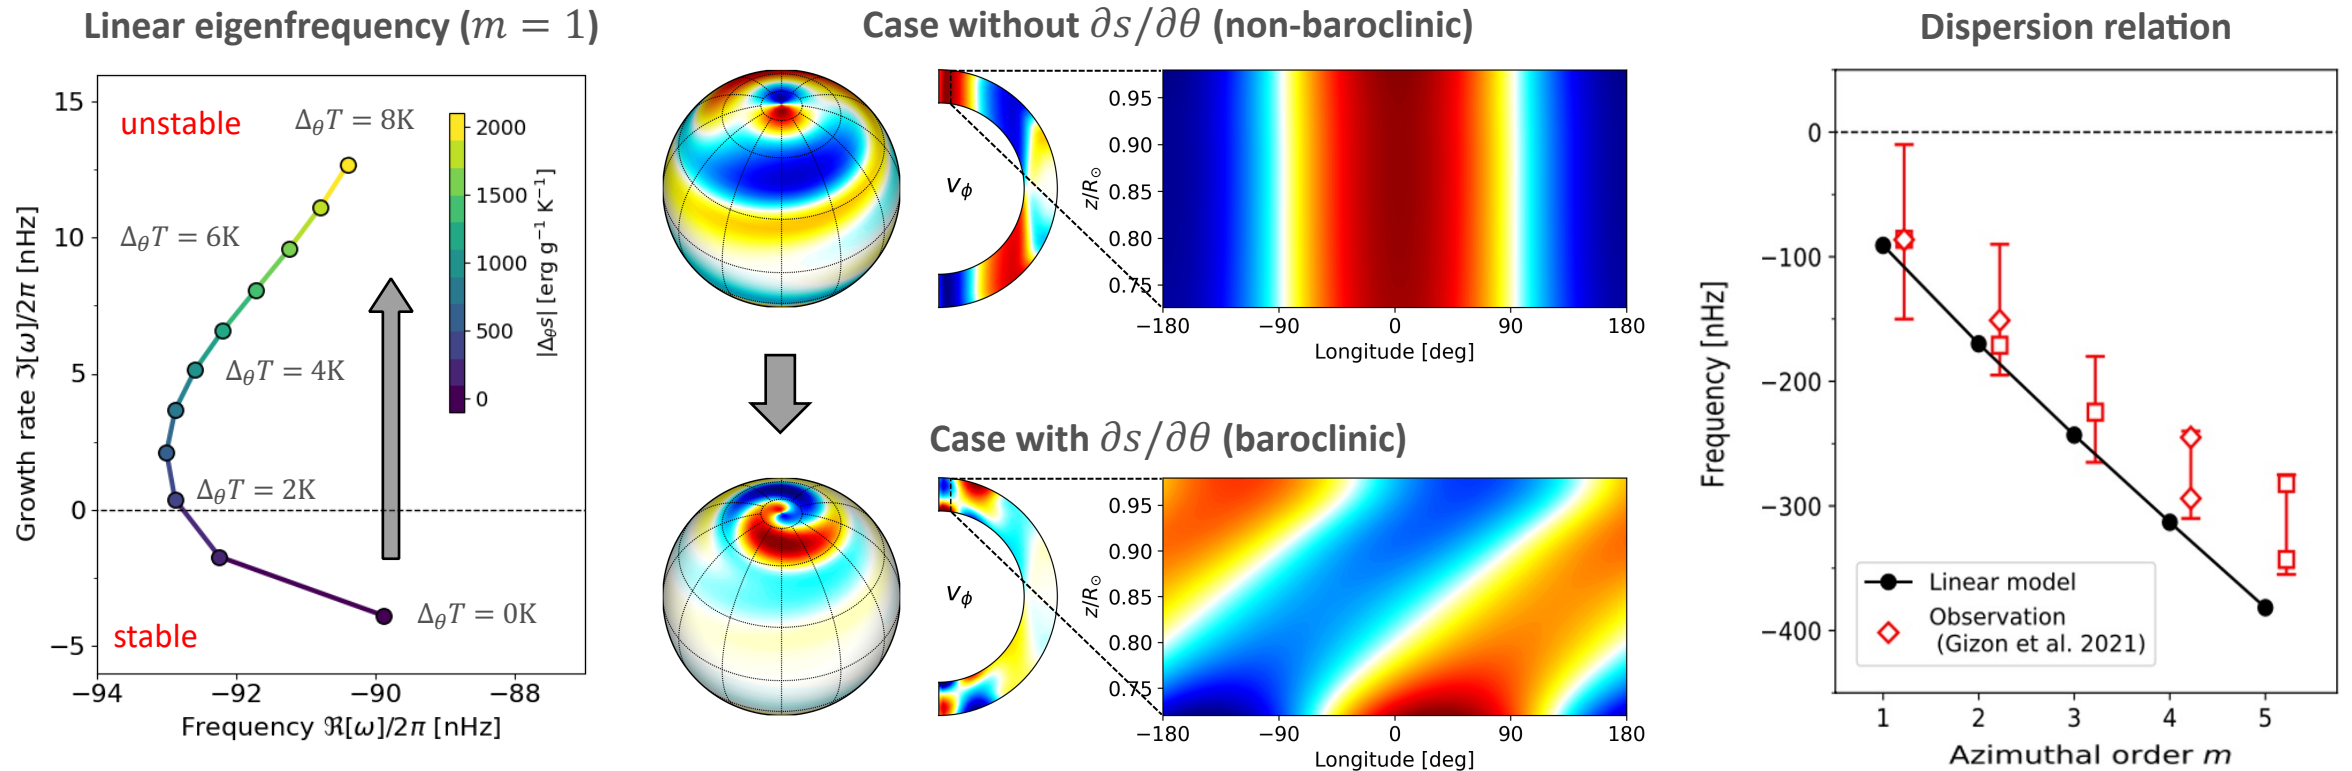 Linear eigenfrequency (m = 1)
15
10
5
0
−5
−94
−92
−90
−88
Growth rate ℑ[ω]/2π [nHz]
Frequency ℜ[ω]/2π [nHz]
unstable
stable
Δ_θT = 8K
Δ_θT = 6K
Δ_θT = 4K
Δ_θT = 2K
Δ_θT = 0K
2000
1500
1000
500
0
|Δ_θs| [erg g⁻¹ K⁻¹]
Case without ∂s/∂θ (non-baroclinic)
v_ϕ
z/R_⊙
0.95
0.90
0.85
0.80
0.75
−180
−90
0
90
180
Longitude [deg]
Case with ∂s/∂θ (baroclinic)
v_ϕ
z/R_⊙
0.95
0.90
0.85
0.80
0.75
−180
−90
0
90
180
Longitude [deg]
Dispersion relation
0
−100
−200
−300
−400
Frequency [nHz]
Linear model
Observation
(Gizon et al. 2021)
1
2
3
4
5
Azimuthal order m